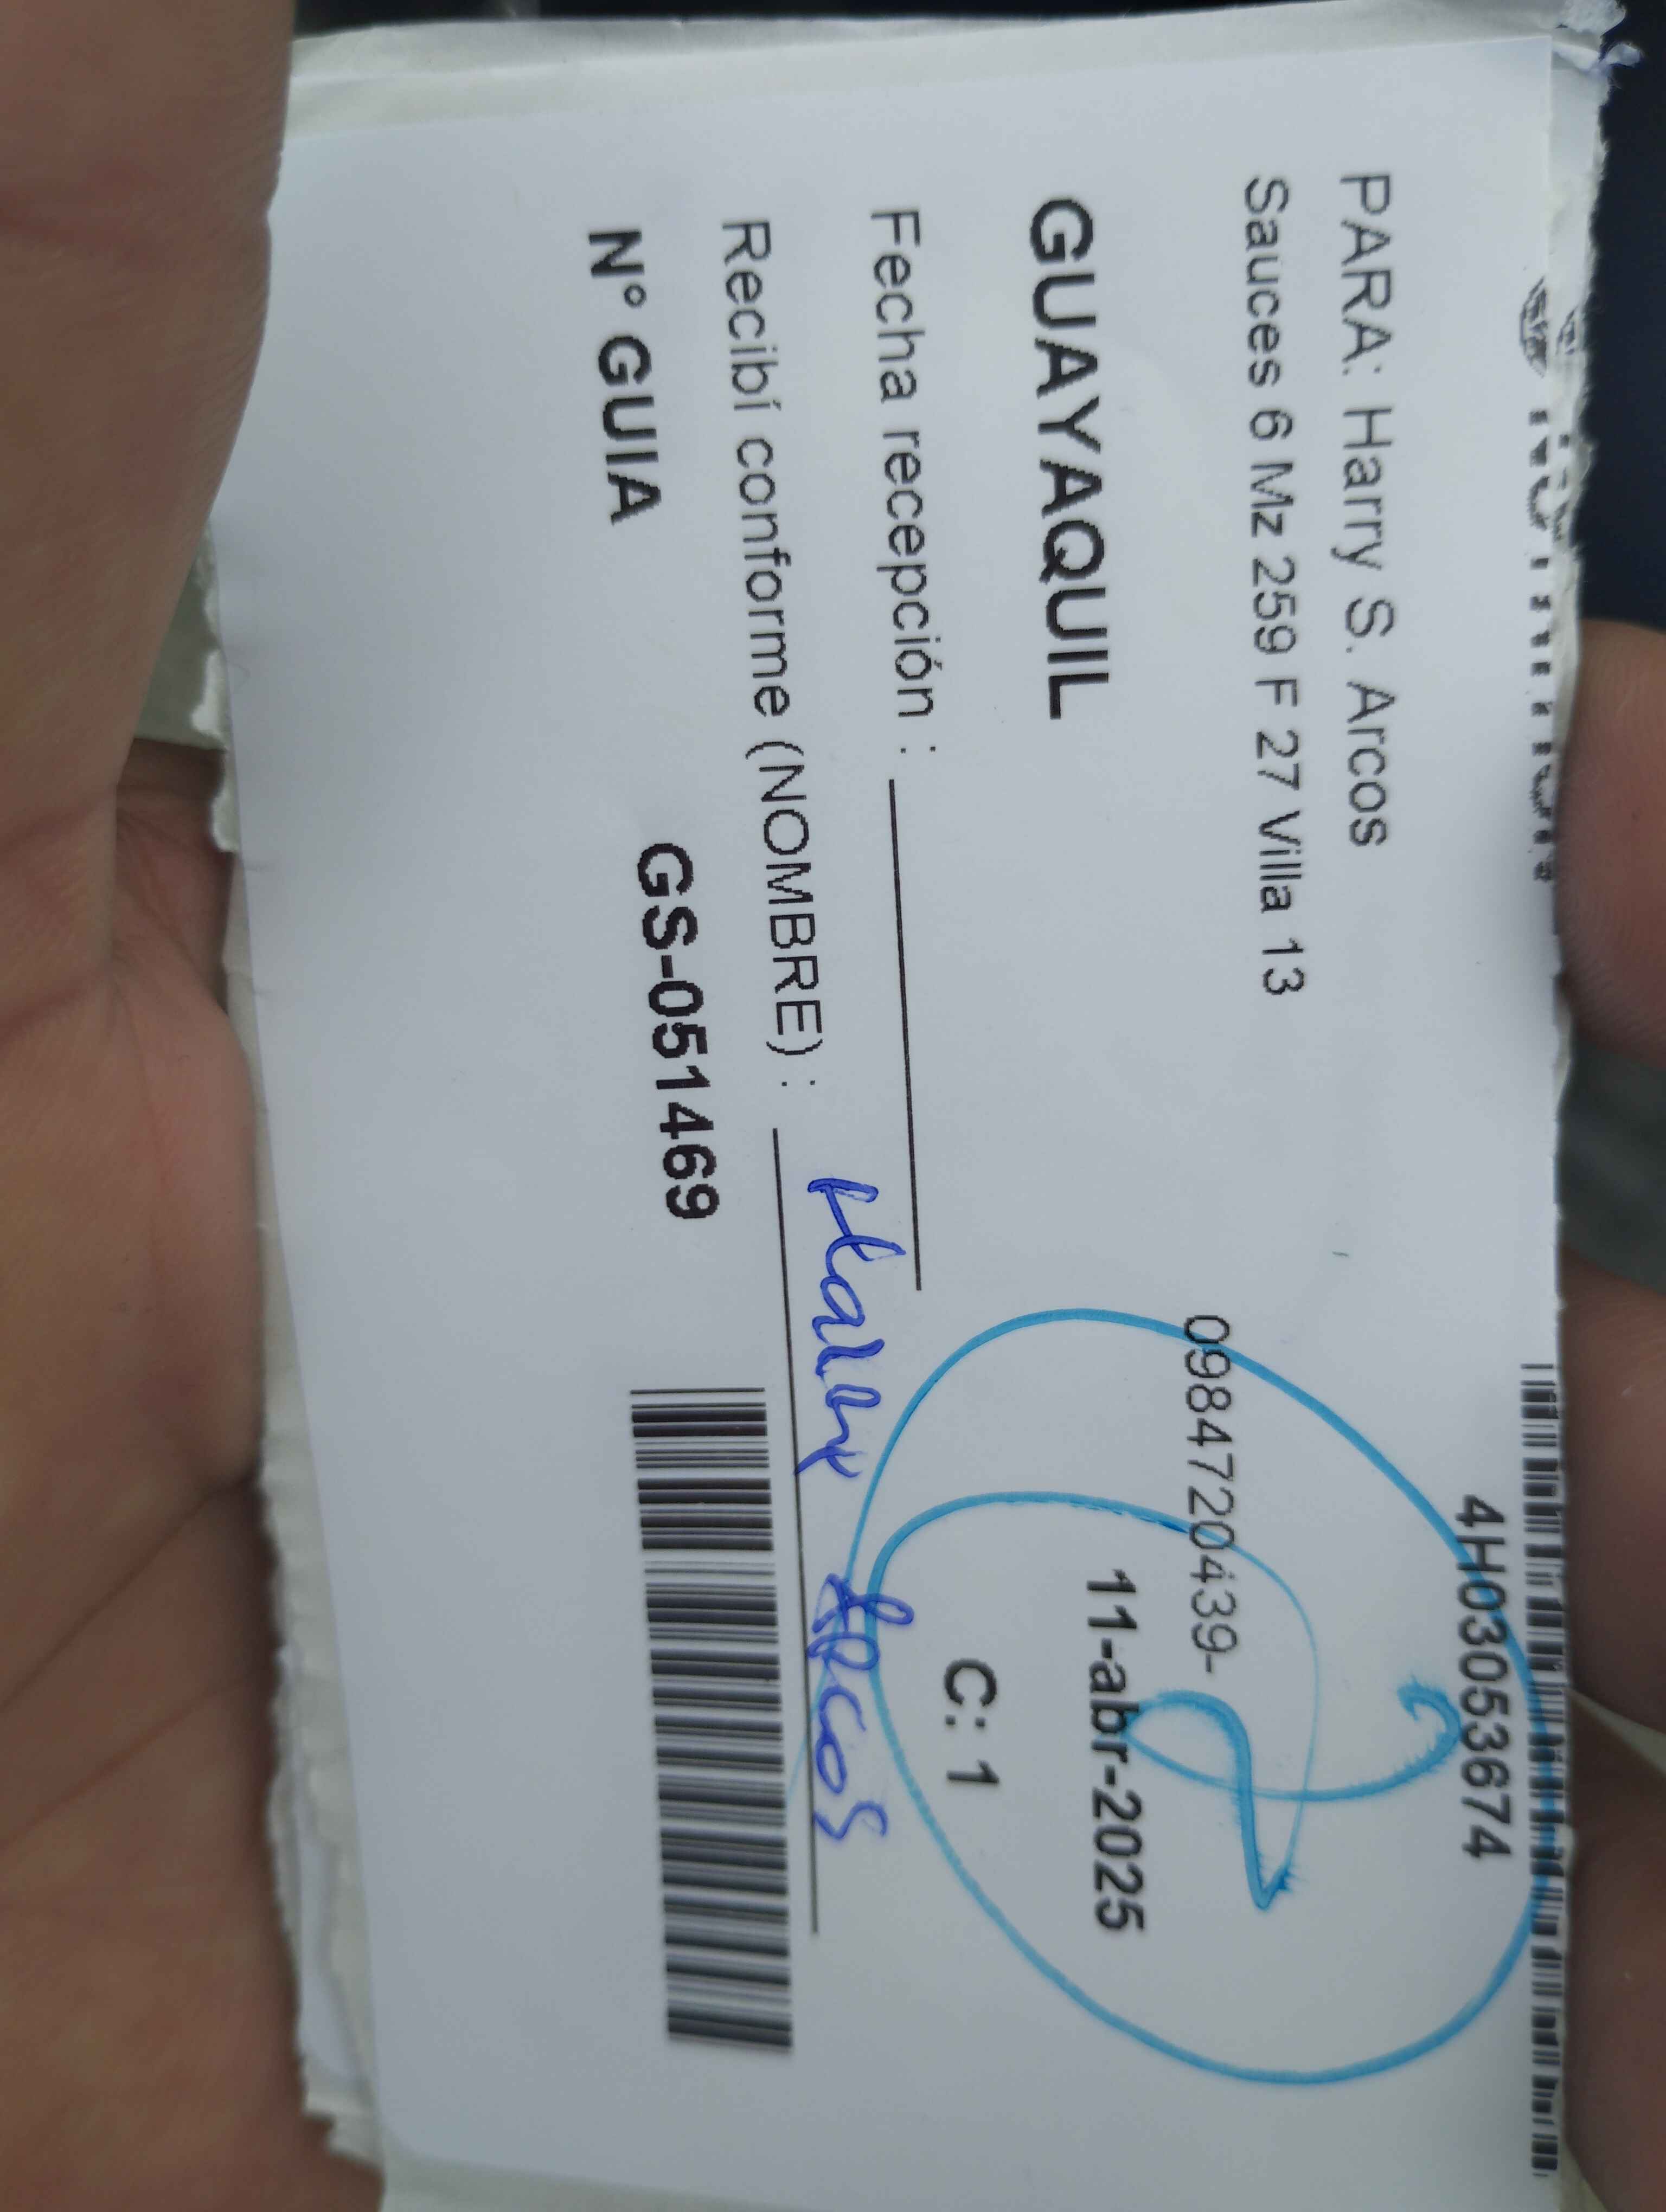 4H03053674
PARA: Harry S. Arcos
Sauces 6 Mz 259 F 27 Villa 13
0984720439-
GUAYAQUIL
11-abr-2025
Fecha recepción :
C: 1
Recibí conforme (NOMBRE) : Harry Arcos
N° GUIA
GS-051469